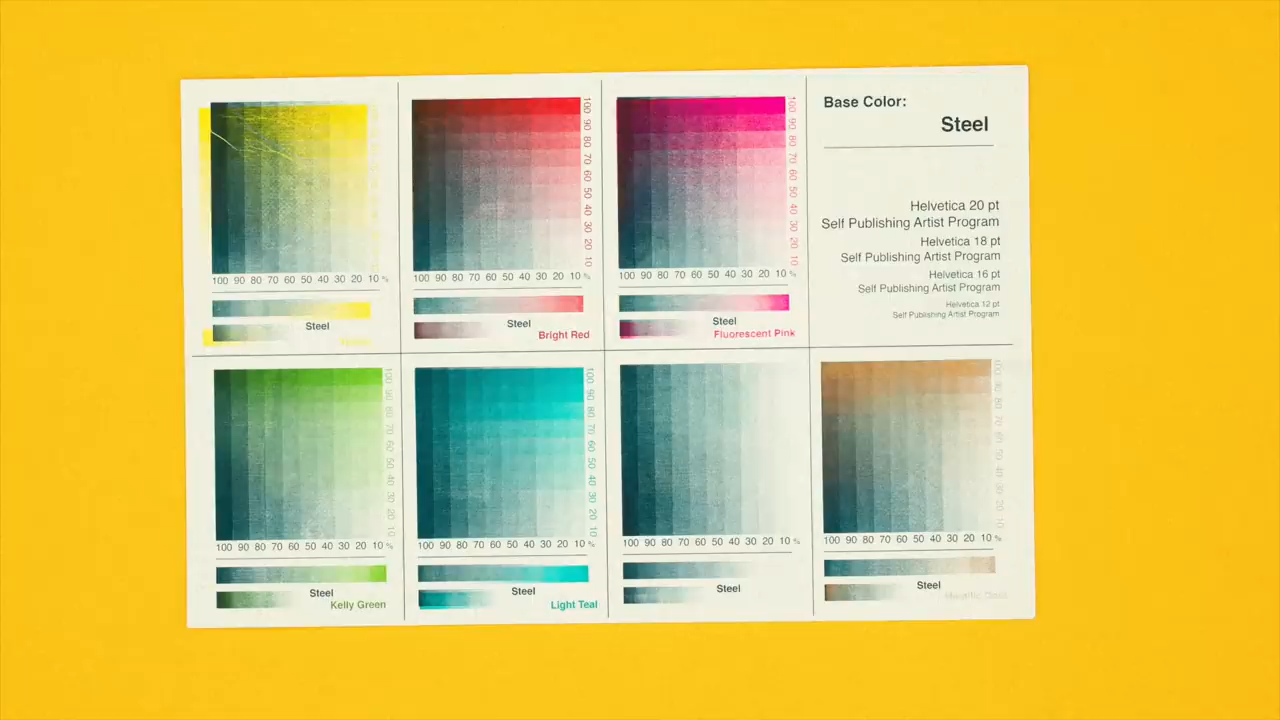 100 90 80 70 60 50 40 30 20 10 %
Steel
100 90 80 70 60 50 40 30 20 10
100 90 80 70 60 50 40 30 20 10 %
Steel
Bright Red
100 90 80 70 60 50 40 30 20 10
100 90 80 70 60 50 40 30 20 10 %
Steel
Fluorescent Pink
Base Color:
Steel
Helvetica 20 pt
Self Publishing Artist Program
Helvetica 18 pt
Self Publishing Artist Program
Helvetica 16 pt
Self Publishing Artist Program
Helvetica 12 pt
Self Publishing Artist Program
100 90 80 70 60 50 40 30 20 10
100 90 80 70 60 50 40 30 20 10 %
Steel
Kelly Green
100 90 80 70 60 50 40 30 20 10
100 90 80 70 60 50 40 30 20 10 %
Steel
Light Teal
100 90 80 70 60 50 40 30 20 10 %
Steel
100 90 80 70 60 50 40 30 20 10
100 90 80 70 60 50 40 30 20 10 %
Steel